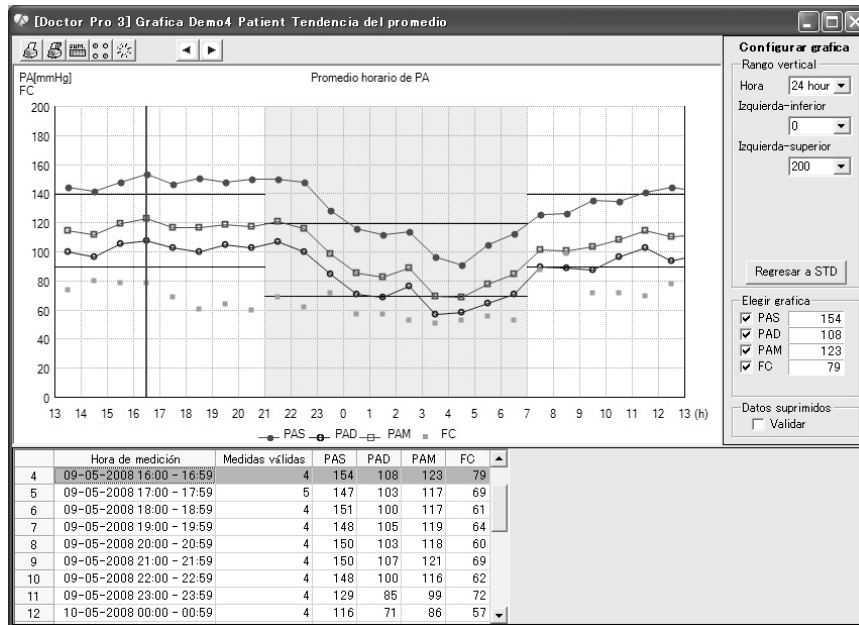 [Doctor Pro 3] Grafica Demo4 Patient Tendencia del promedio
Configurar grafica
Rango vertical
Hora 24 hour
Izquierda-inferior
0
Izquierda-superior
200
Regresar a STD
Elegir grafica
PAS 154
PAD 108
PAM 123
FC 79
Datos suprimidos
Validar
PA[mmHg]
FC
Promedio horario de PA
200
180
160
140
120
100
80
60
40
20
0
13 14 15 16 17 18 19 20 21 22 23 0 1 2 3 4 5 6 7 8 9 10 11 12 13 (h)
PAS PAD PAM FC
Hora de medición Medidas válidas PAS PAD PAM FC
4 09-05-2008 16:00 - 16:59 4 154 108 123 79
5 09-05-2008 17:00 - 17:59 5 147 103 117 69
6 09-05-2008 18:00 - 18:59 4 151 100 117 61
7 09-05-2008 19:00 - 19:59 4 148 105 119 64
8 09-05-2008 20:00 - 20:59 4 150 103 118 60
9 09-05-2008 21:00 - 21:59 4 150 107 121 69
10 09-05-2008 22:00 - 22:59 4 148 100 116 62
11 09-05-2008 23:00 - 23:59 4 129 85 99 72
12 10-05-2008 00:00 - 00:59 4 116 71 86 57